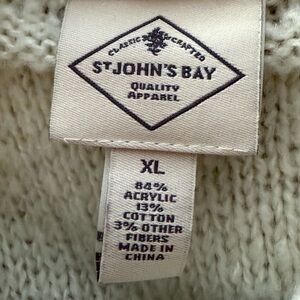 CLASSIC CRAFTED
ST JOHN'S BAY
QUALITY
APPAREL
XL
84%
ACRYLIC
13%
COTTON
3% OTHER
FIBERS
MADE IN
CHINA